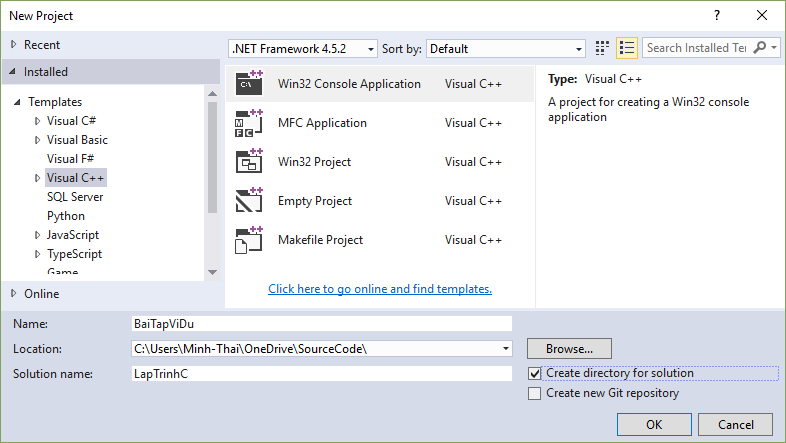 New Project
Recent
.NET Framework 4.5.2
Sort by:
Default
Search Installed Te
Installed
Templates
Visual C#
Visual Basic
Visual F#
Visual C++
SQL Server
Python
JavaScript
TypeScript
Game
Online
C:\
Win32 Console Application
Visual C++
MFC
MFC Application
Visual C++
Win32 Project
Visual C++
Empty Project
Visual C++
Makefile Project
Visual C++
Click here to go online and find templates.
Type: Visual C++
A project for creating a Win32 console
application
Name:
BaiTapViDu
Location:
C:\Users\Minh-Thai\OneDrive\SourceCode\
Browse...
Solution name:
LapTrinhC
Create directory for solution
Create new Git repository
OK
Cancel